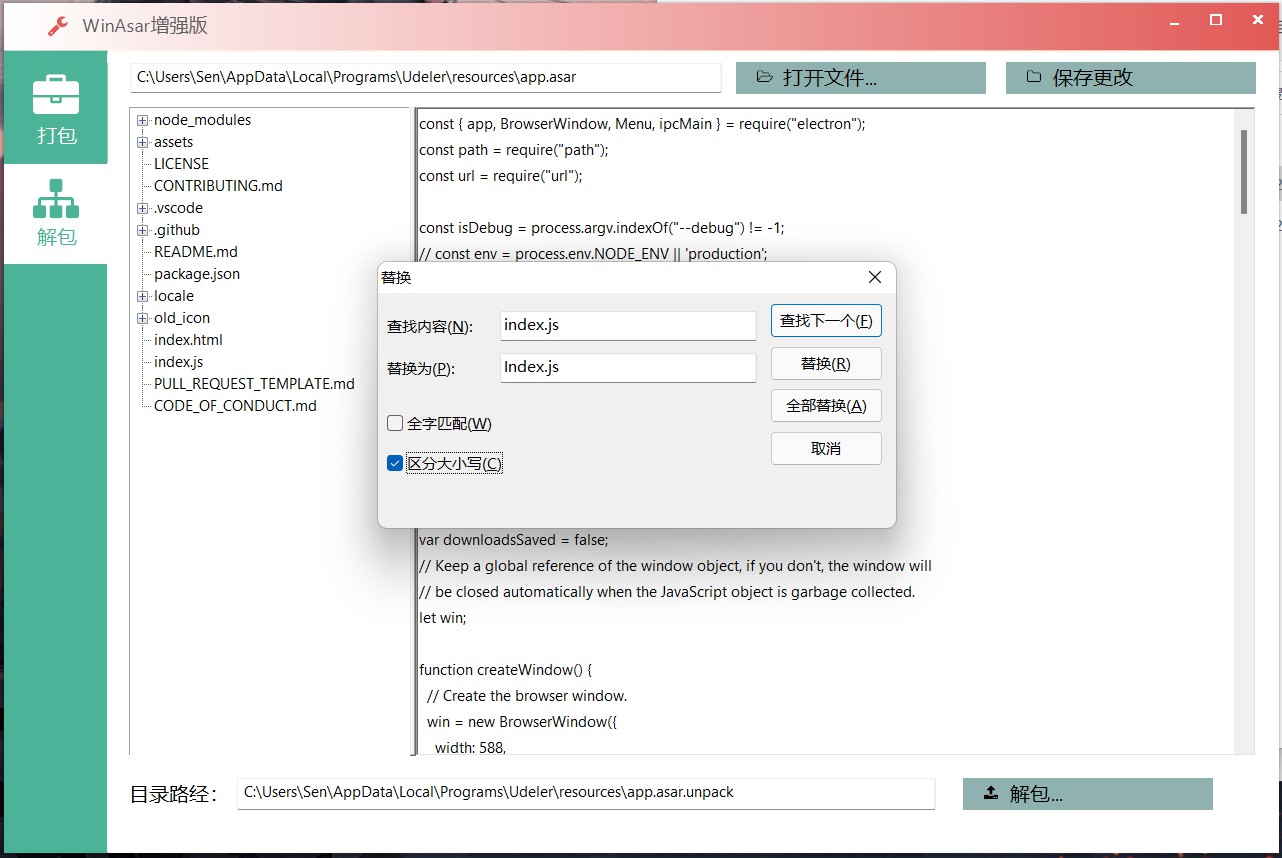 WinAsar增强版
打包
解包
C:\Users\Sen\AppData\Local\Programs\Udeler\resources\app.asar
打开文件...
保存更改
node_modules
assets
LICENSE
CONTRIBUTING.md
.vscode
.github
README.md
package.json
locale
old_icon
index.html
index.js
PULL_REQUEST_TEMPLATE.md
CODE_OF_CONDUCT.md
const { app, BrowserWindow, Menu, ipcMain } = require("electron");
const path = require("path");
const url = require("url");
const isDebug = process.argv.indexOf("--debug") != -1;
// const env = process.env.NODE_ENV || 'production';
替换
查找内容(N):
index.js
查找下一个(F)
替换为(P):
Index.js
替换(R)
全部替换(A)
全字匹配(W)
取消
区分大小写(C)
var downloadsSaved = false;
// Keep a global reference of the window object, if you don't, the window will
// be closed automatically when the JavaScript object is garbage collected.
let win;
function createWindow() {
// Create the browser window.
win = new BrowserWindow({
width: 588,
目录路经：
C:\Users\Sen\AppData\Local\Programs\Udeler\resources\app.asar.unpack
解包...